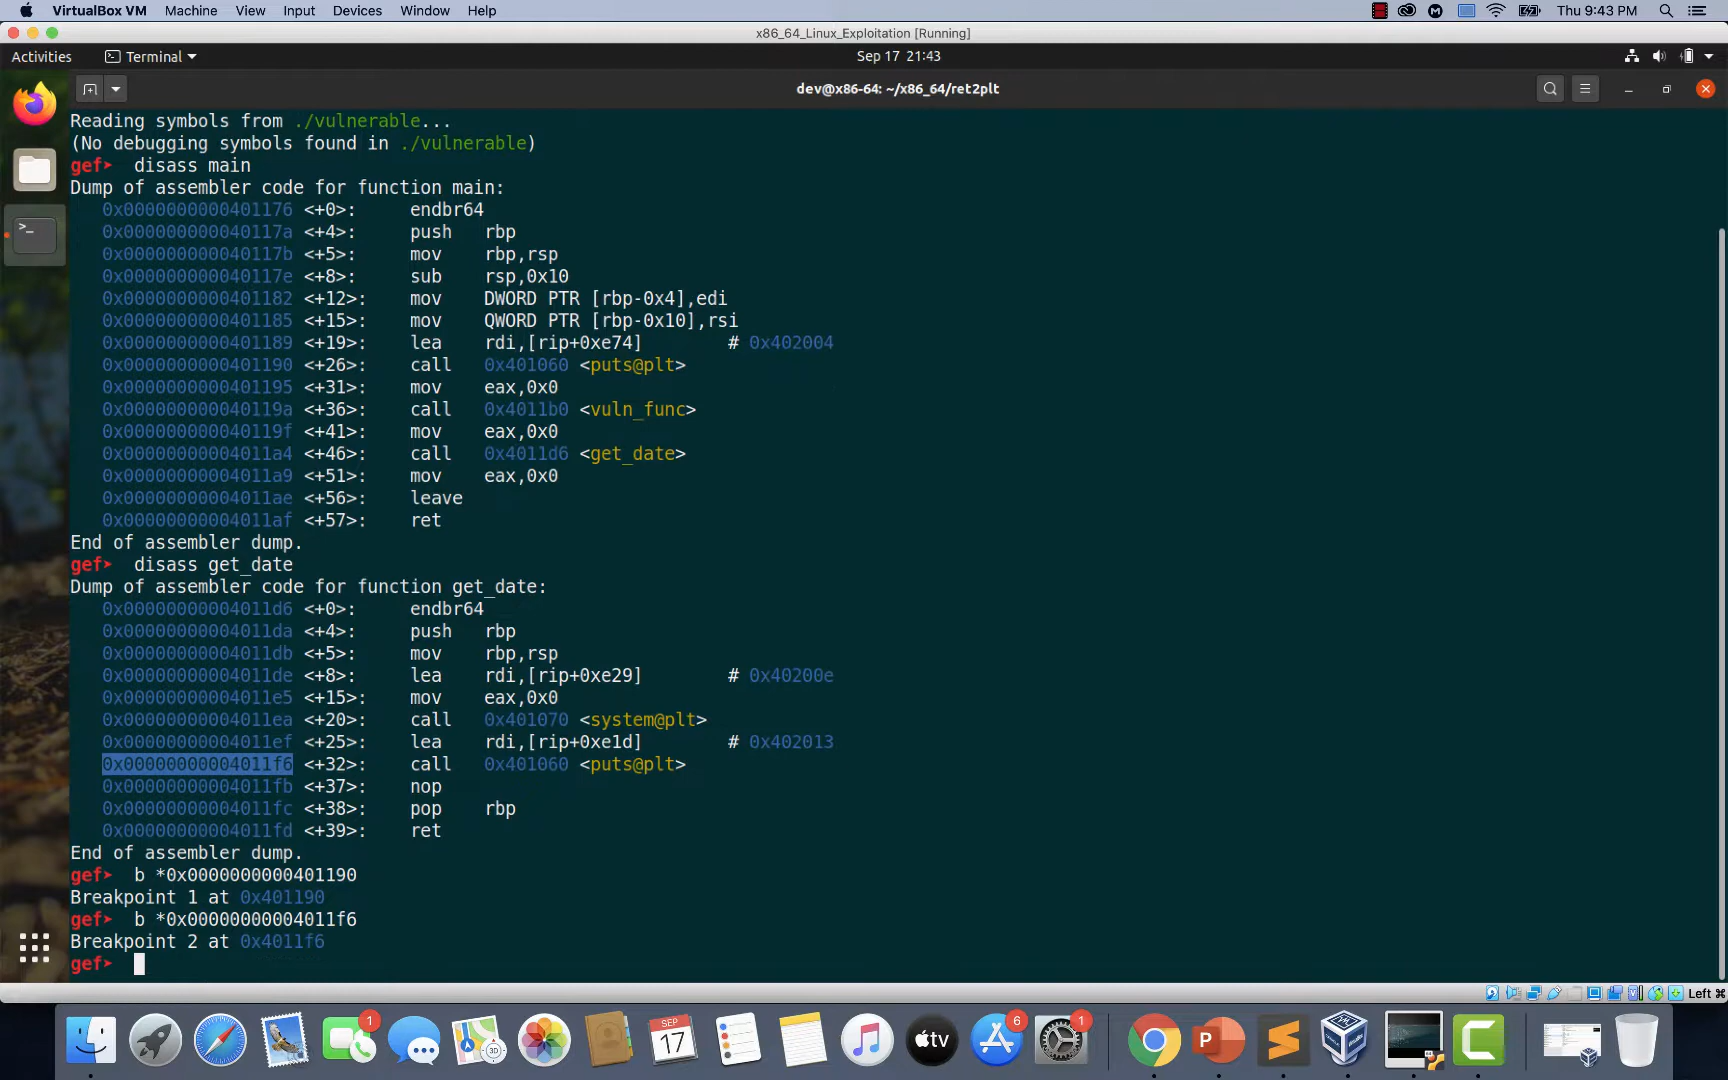 VirtualBox VM Machine View Input Devices Window Help Thu 9:43 PM
x86_64_Linux_Exploitation [Running]
Activities Terminal Sep 17 21:43
dev@x86-64: ~/x86_64/ret2plt
Reading symbols from ./vulnerable...
(No debugging symbols found in ./vulnerable)
gef➤ disass main
Dump of assembler code for function main:
0x0000000000401176 <+0>: endbr64
0x000000000040117a <+4>: push rbp
0x000000000040117b <+5>: mov rbp,rsp
0x000000000040117e <+8>: sub rsp,0x10
0x0000000000401182 <+12>: mov DWORD PTR [rbp-0x4],edi
0x0000000000401185 <+15>: mov QWORD PTR [rbp-0x10],rsi
0x0000000000401189 <+19>: lea rdi,[rip+0xe74] # 0x402004
0x0000000000401190 <+26>: call 0x401060 <puts@plt>
0x0000000000401195 <+31>: mov eax,0x0
0x000000000040119a <+36>: call 0x4011b0 <vuln_func>
0x000000000040119f <+41>: mov eax,0x0
0x00000000004011a4 <+46>: call 0x4011d6 <get_date>
0x00000000004011a9 <+51>: mov eax,0x0
0x00000000004011ae <+56>: leave
0x00000000004011af <+57>: ret
End of assembler dump.
gef➤ disass get_date
Dump of assembler code for function get_date:
0x00000000004011d6 <+0>: endbr64
0x00000000004011da <+4>: push rbp
0x00000000004011db <+5>: mov rbp,rsp
0x00000000004011de <+8>: lea rdi,[rip+0xe29] # 0x40200e
0x00000000004011e5 <+15>: mov eax,0x0
0x00000000004011ea <+20>: call 0x401070 <system@plt>
0x00000000004011ef <+25>: lea rdi,[rip+0xe1d] # 0x402013
0x00000000004011f6 <+32>: call 0x401060 <puts@plt>
0x00000000004011fb <+37>: nop
0x00000000004011fc <+38>: pop rbp
0x00000000004011fd <+39>: ret
End of assembler dump.
gef➤ b *0x0000000000401190
Breakpoint 1 at 0x401190
gef➤ b *0x00000000004011f6
Breakpoint 2 at 0x4011f6
gef➤
Left ⌘
1 6 1
SEP
17
tv